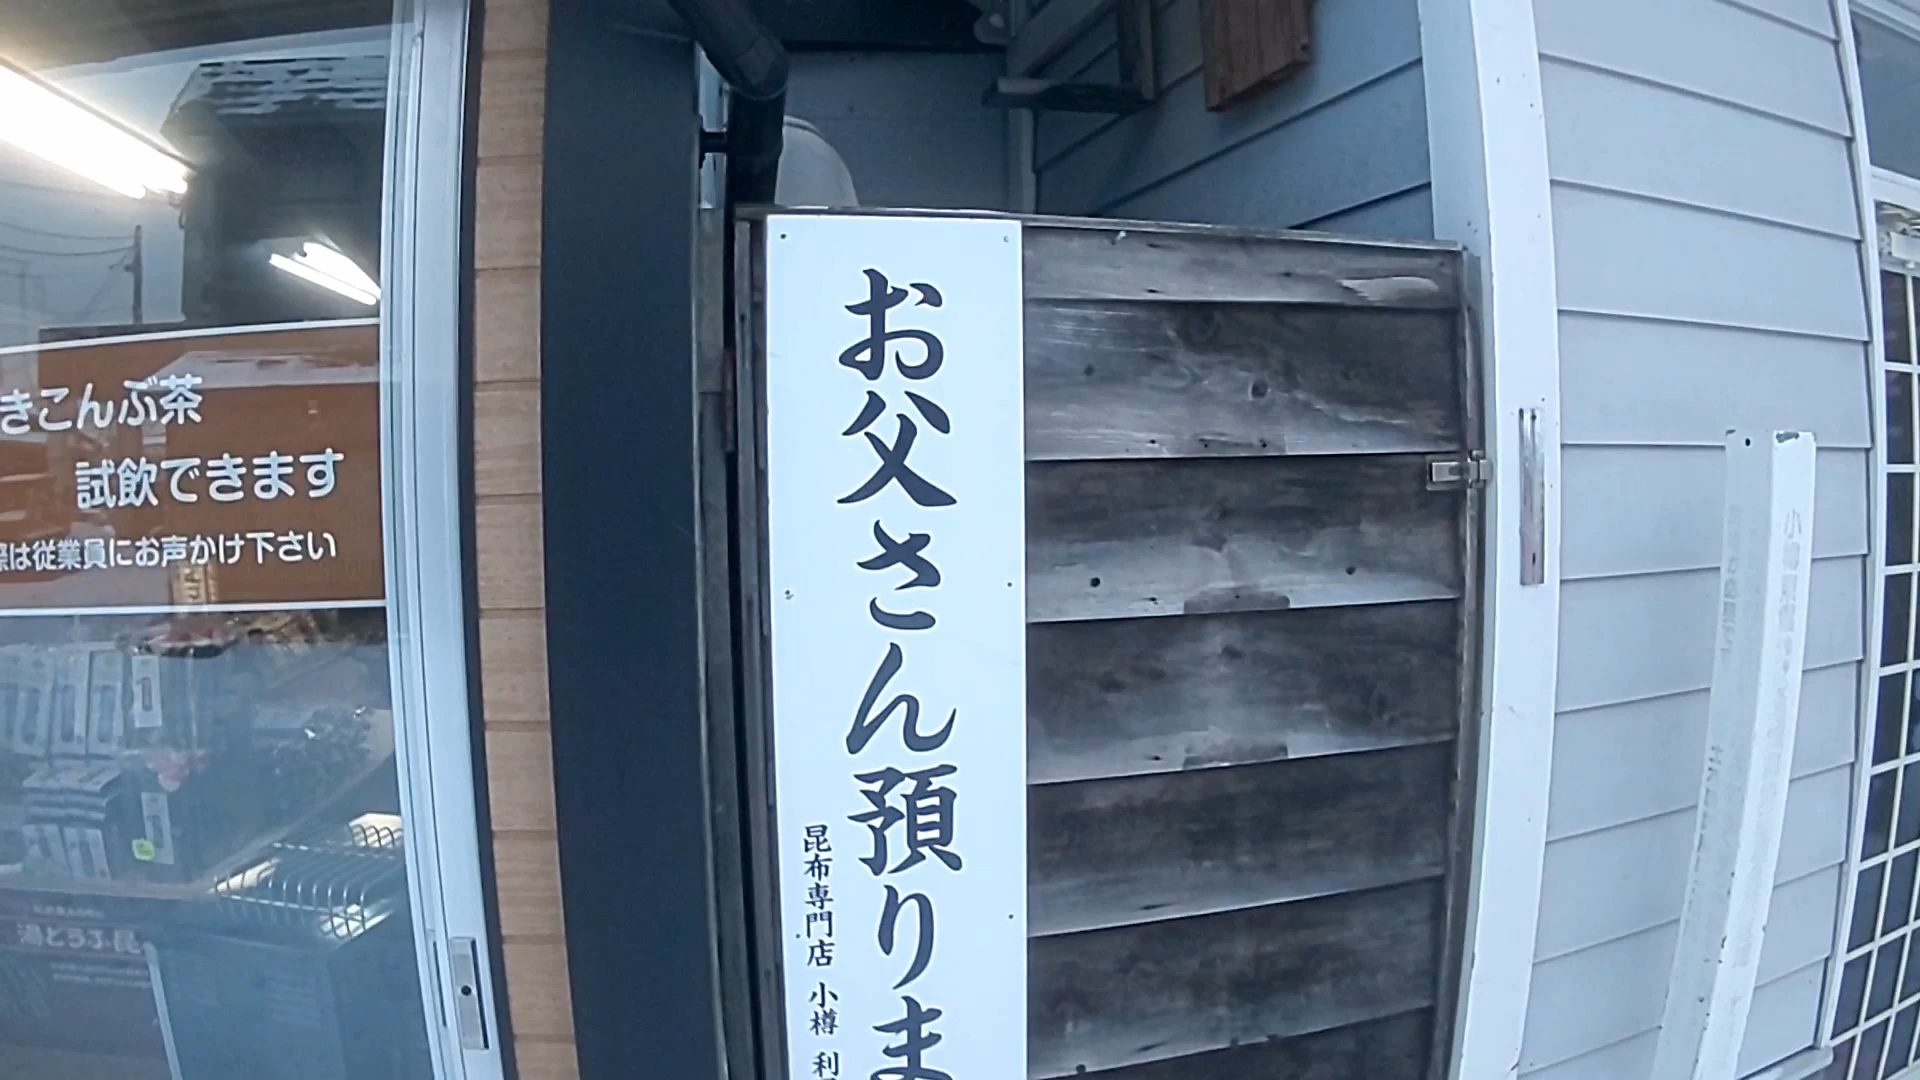 きこんぶ茶
試飲できます
際は従業員にお声かけ下さい
湯とうふ昆
お父さん預りま
昆布専門店 小樽 利